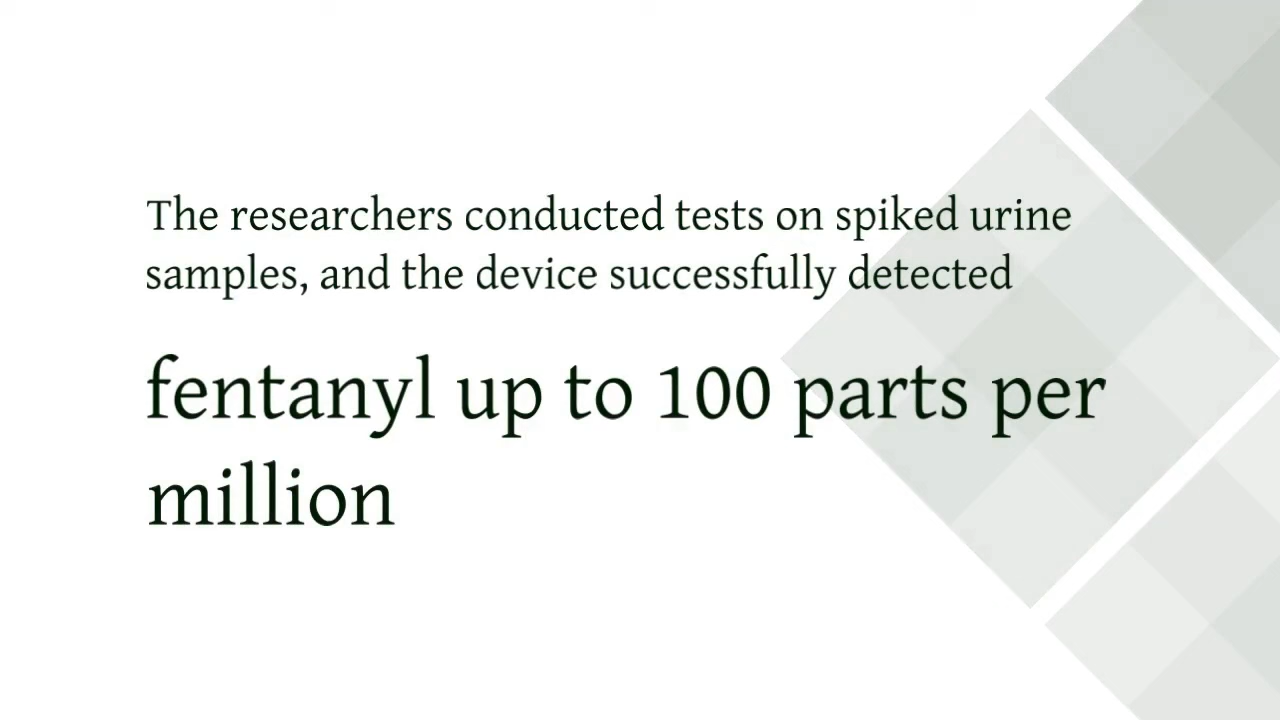 The researchers conducted tests on spiked urine
samples, and the device successfully detected
fentanyl up to 100 parts per
million